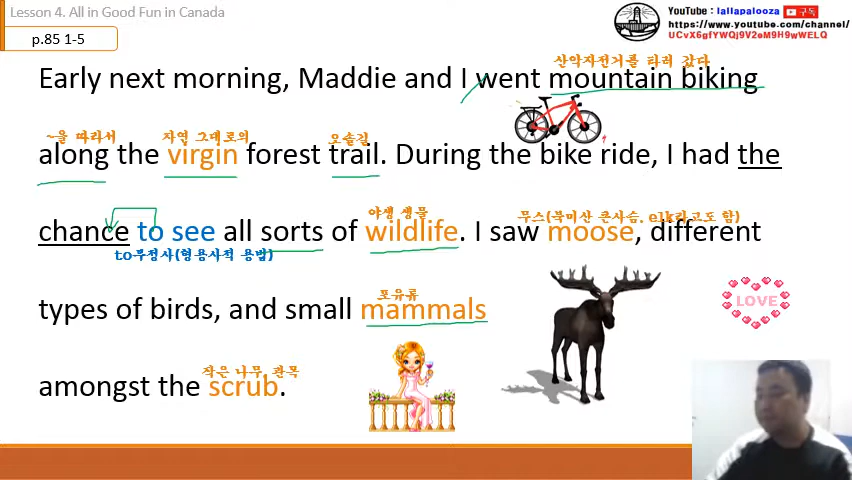 Lesson 4. All in Good Fun in Canada
YouTube : lallapalooza 구독
https://www.youtube.com/channel/
UCvX6gfYWQj9V2eM9H9wWELQ
p.85 1-5
산악자전거를 타러 갔다
Early next morning, Maddie and I went mountain biking
~을 따라서 자연 그대로의 오솔길
along the virgin forest trail. During the bike ride, I had the
야생 생물 무스(북미산 큰사슴, elk라고도 함)
chance to see all sorts of wildlife. I saw moose, different
to부정사(형용사적 용법)
포유류
types of birds, and small mammals
LOVE
작은 나무, 관목
amongst the scrub.